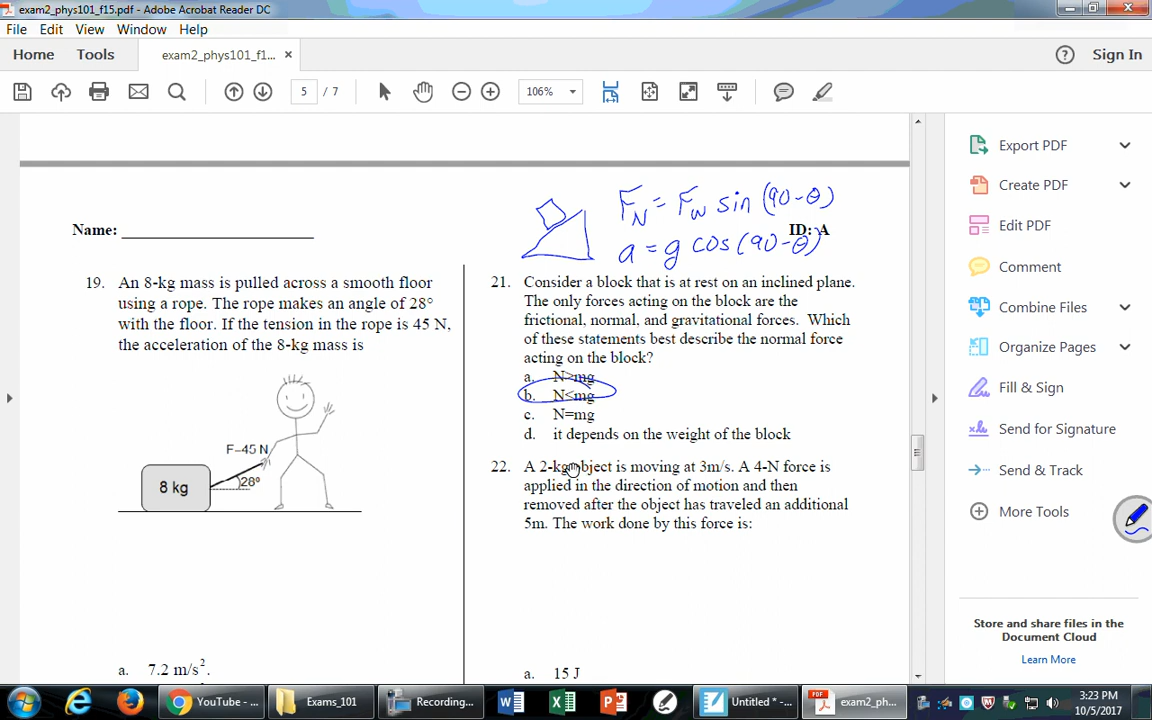 exam2_phys101_f15.pdf - Adobe Acrobat Reader DC
File Edit View Window Help
Home Tools exam2_phys101_f1... × Sign In
5 / 7 106%
Export PDF
Create PDF
Edit PDF
Comment
Combine Files
Organize Pages
Fill & Sign
Send for Signature
Send & Track
More Tools
Store and share files in the
Document Cloud
Learn More
F_N = F_W sin (90-θ)
a = g cos (90-θ)
Name:
ID: A
19. An 8-kg mass is pulled across a smooth floor
using a rope. The rope makes an angle of 28°
with the floor. If the tension in the rope is 45 N,
the acceleration of the 8-kg mass is
F=45 N
28°
8 kg
a. 7.2 m/s².
21. Consider a block that is at rest on an inclined plane.
The only forces acting on the block are the
frictional, normal, and gravitational forces. Which
of these statements best describe the normal force
acting on the block?
a. N>mg
b. N<mg
c. N=mg
d. it depends on the weight of the block
22. A 2-kg object is moving at 3m/s. A 4-N force is
applied in the direction of motion and then
removed after the object has traveled an additional
5m. The work done by this force is:
a. 15 J
YouTube - ... Exams_101 Recording... Untitled * -... exam2_ph...
3:23 PM
10/5/2017